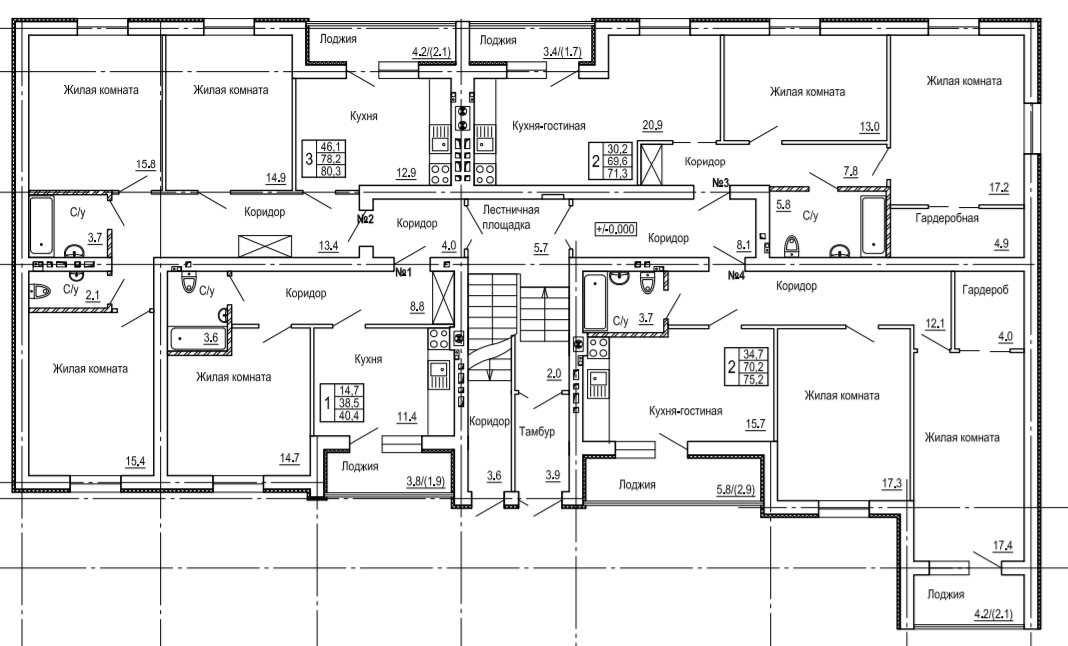 Лоджия
4.2/(2.1)
Лоджия
3.4/(1.7)
Жилая комната
15.8
Жилая комната
14.9
Кухня
3
46,1
78,2
80,3
12.9
Кухня-гостиная
20.9
2
30,2
69,6
71,3
Жилая комната
13.0
Жилая комната
17.2
Коридор
7.8
№3
С/у
3.7
Коридор
13.4
№2
Коридор
4.0
Лестничная
площадка
5.7
+/-0,000
Коридор
8.1
5.8
С/у
Гардеробная
4.9
С/у
2.1
С/у
3.6
Коридор
8.8
№1
№4
С/у
3.7
Коридор
12.1
Гардероб
4.0
Жилая комната
15.4
Жилая комната
14.7
Кухня
1
14,7
38,5
40,4
11.4
Лоджия
3.8/(1.9)
Коридор
3.6
2.0
Тамбур
3.9
2
34,7
70,2
75,2
Кухня-гостиная
15.7
Лоджия
5.8/(2.9)
Жилая комната
17.3
Жилая комната
17.4
Лоджия
4.2/(2.1)